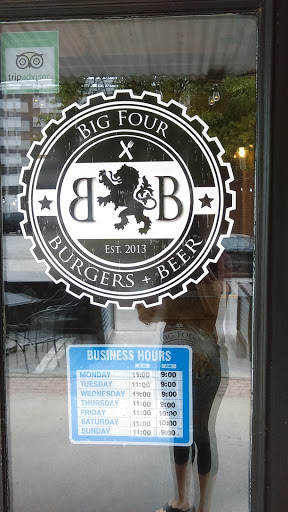 tripadvisor
BIG FOUR
B B
EST. 2013
BURGERS + BEER
BUSINESS HOURS
MONDAY 11:00 9:00
TUESDAY 11:00 9:00
WEDNESDAY 11:00 9:00
THURSDAY 11:00 9:00
FRIDAY 11:00 10:00
SATURDAY 11:00 10:00
SUNDAY 11:00 9:00